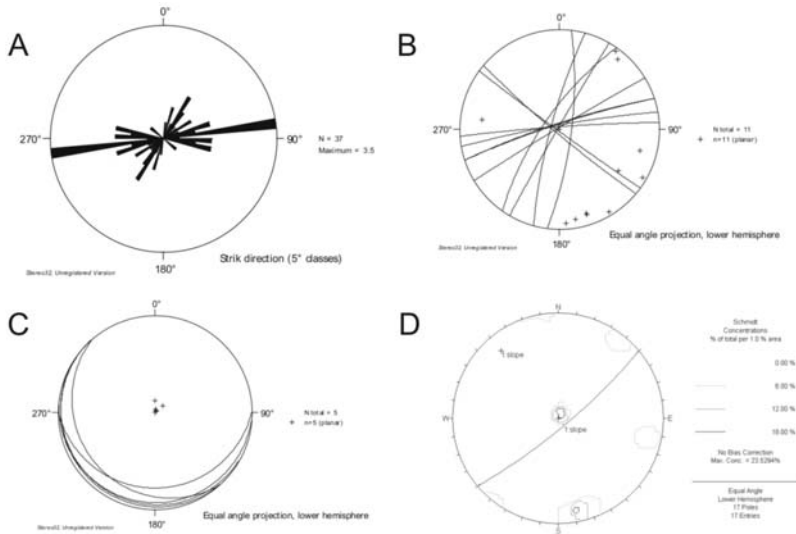 A
0°
270°
90°
N = 37
Maximum = 3.5
180°
Strik direction (5° classes)
Stereo32, Unregistered Version
B
0°
270°
90°
N total = 11
+ n=11 (planar)
180°
Equal angle projection, lower hemisphere
Stereo32, Unregistered Version
C
0°
270°
90°
N total = 5
+ n=5 (planar)
180°
Equal angle projection, lower hemisphere
Stereo32, Unregistered Version
D
N
1 slope
W
E
1 slope
S
Schmidt
Concentrations
% of total per 1.0 % area
0.00 %
6.00 %
12.00 %
18.00 %
No Bias Correction
Max. Conc. = 23.5294%
Equal Angle
Lower Hemisphere
17 Poles
17 Entries